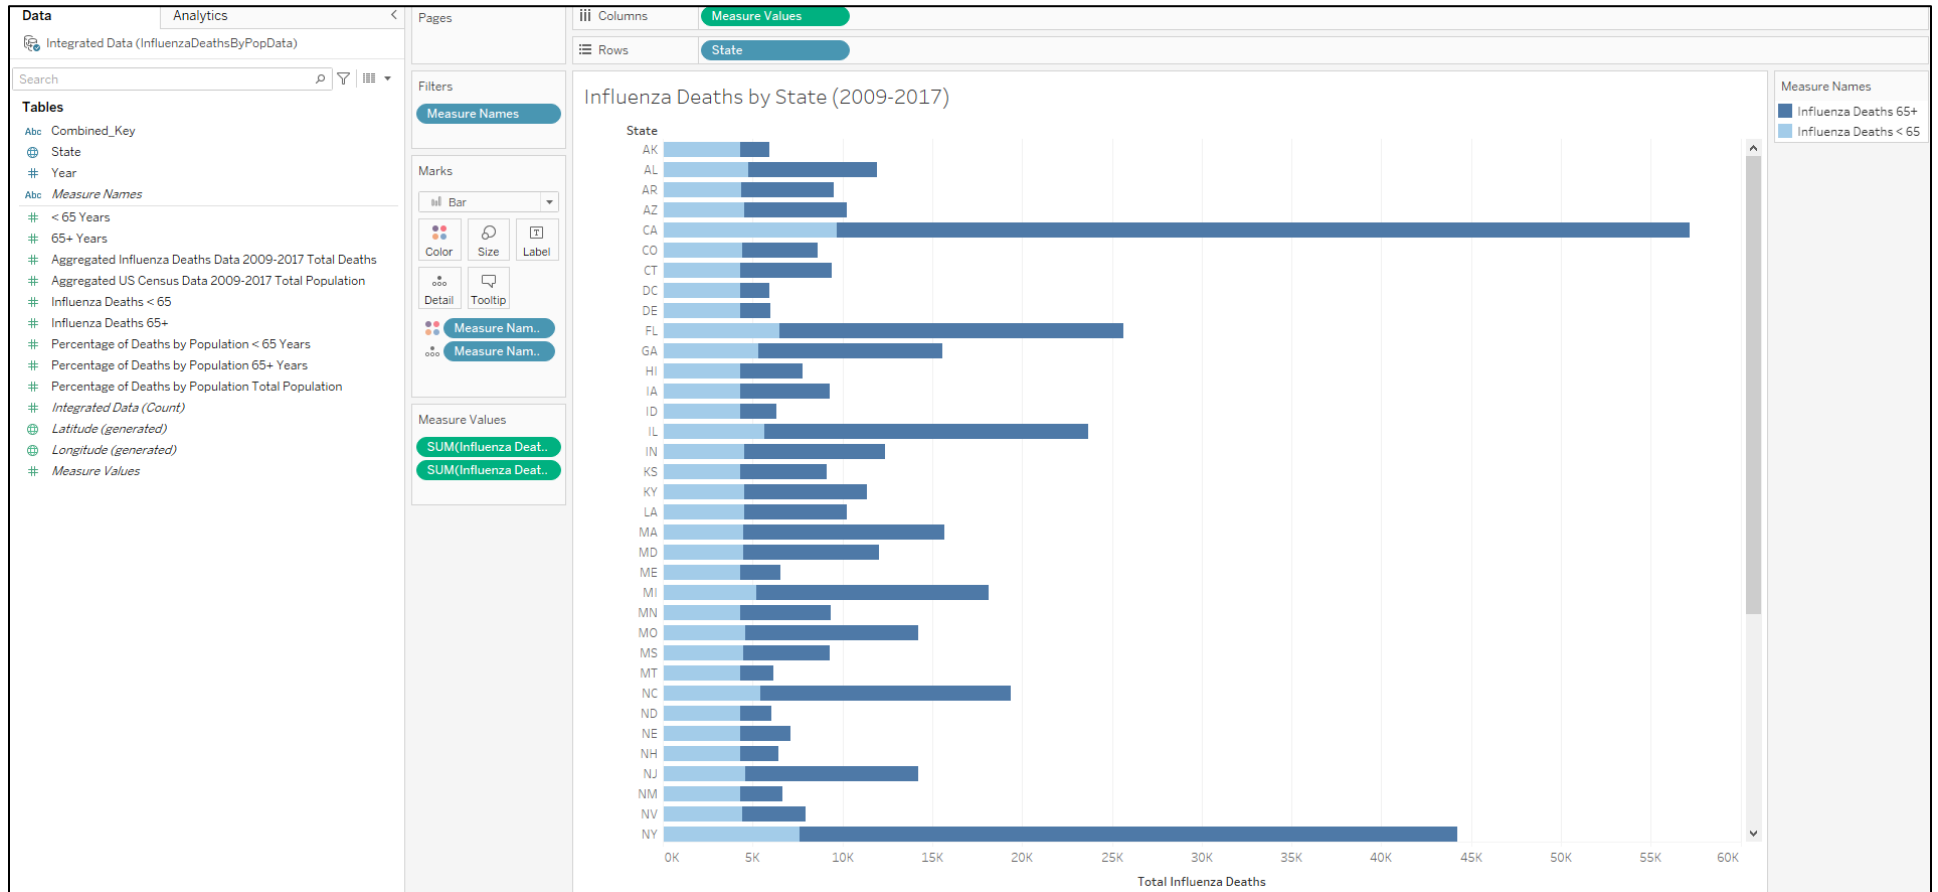 Data Analytics <
Integrated Data (InfluenzaDeathsByPopData)
Search
Tables
Abc Combined_Key
State
# Year
Abc Measure Names
# < 65 Years
# 65+ Years
# Aggregated Influenza Deaths Data 2009-2017 Total Deaths
# Aggregated US Census Data 2009-2017 Total Population
# Influenza Deaths < 65
# Influenza Deaths 65+
# Percentage of Deaths by Population < 65 Years
# Percentage of Deaths by Population 65+ Years
# Percentage of Deaths by Population Total Population
# Integrated Data (Count)
Latitude (generated)
Longitude (generated)
# Measure Values
Pages
Filters
Measure Names
Marks
Bar
Color Size Label
Detail Tooltip
Measure Nam..
Measure Nam..
Measure Values
SUM(Influenza Deat..
SUM(Influenza Deat..
Columns Measure Values
Rows State
Influenza Deaths by State (2009-2017)
State
AK
AL
AR
AZ
CA
CO
CT
DC
DE
FL
GA
HI
IA
ID
IL
IN
KS
KY
LA
MA
MD
ME
MI
MN
MO
MS
MT
NC
ND
NE
NH
NJ
NM
NV
NY
0K 5K 10K 15K 20K 25K 30K 35K 40K 45K 50K 55K 60K
Total Influenza Deaths
Measure Names
Influenza Deaths 65+
Influenza Deaths < 65